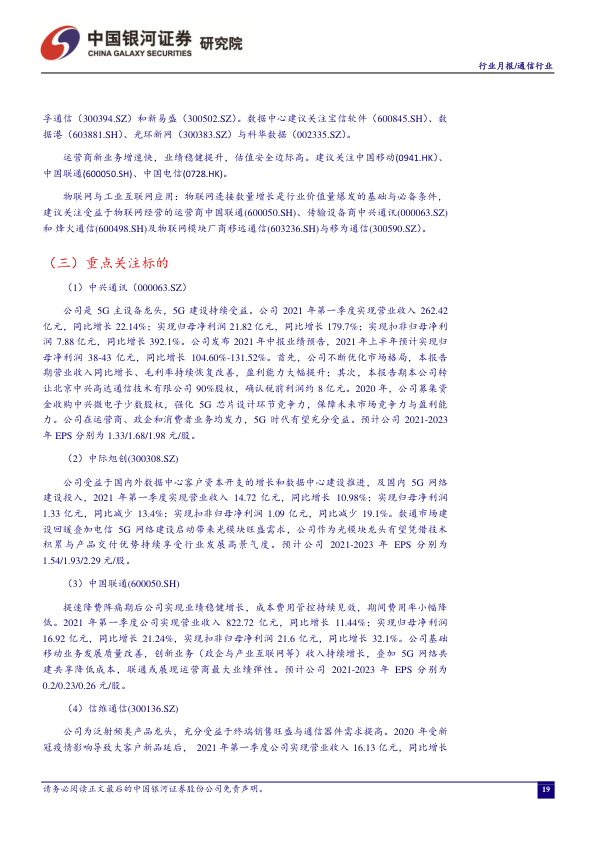 中国银河证券 研究院
CHINA GALAXY SECURITIES
行业月报/通信行业
孚通信（300394.SZ）和新易盛（300502.SZ）。数据中心建议关注宝信软件（600845.SH）、数
据港（603881.SH）、光环新网（300383.SZ）与科华数据（002335.SZ）。
运营商新业务增速快，业绩稳健提升，估值安全边际高。建议关注中国移动(0941.HK）、
中国联通(600050.SH)、中国电信(0728.HK)。
物联网与工业互联网应用：物联网连接数量增长是行业价值量爆发的基础与必备条件，
建议关注受益于物联网经营的运营商中国联通(600050.SH)、传输设备商中兴通讯(000063.SZ)
和 烽火通信(600498.SH)及物联网模块厂商移远通信(603236.SH)与移为通信(300590.SZ）。
（三）重点关注标的
（1）中兴通讯（000063.SZ）
公司是 5G 主设备龙头，5G 建设持续受益。公司 2021 年第一季度实现营业收入 262.42
亿元，同比增长 22.14%；实现归母净利润 21.82 亿元，同比增长 179.7%；实现扣非归母净利
润 7.88 亿元，同比增长 392.1%。公司发布 2021 年中报业绩预告，2021 年上半年预计实现归
母净利润 38-43 亿元，同比增长 104.60%-131.52%。首先，公司不断优化市场格局，本报告
期营业收入同比增长、毛利率持续恢复改善，盈利能力大幅提升；其次，本报告期本公司转
让北京中兴高达通信技术有限公司 90%股权，确认税前利润约 8 亿元。2020 年，公司募集资
金收购中兴微电子少数股权，强化 5G 芯片设计环节竞争力，保障未来市场竞争力与盈利能
力。公司在运营商、政企和消费者业务均发力，5G 时代有望充分受益。预计公司 2021-2023
年 EPS 分别为 1.33/1.68/1.98 元/股。
（2）中际旭创(300308.SZ)
公司受益于国内外数据中心客户资本开支的增长和数据中心建设推进，及国内 5G 网络
建设投入，2021 年第一季度实现营业收入 14.72 亿元，同比增长 10.98%；实现归母净利润
1.33 亿元，同比减少 13.4%；实现扣非归母净利润 1.09 亿元，同比减少 19.1%。数通市场建
设回暖叠加电信 5G 网络建设启动带来光模块旺盛需求，公司作为光模块龙头有望凭借技术
积累与产品交付优势持续享受行业发展高景气度。预计公司 2021-2023 年 EPS 分别为
1.54/1.93/2.29 元/股。
（3）中国联通(600050.SH)
提速降费阵痛期后公司实现业绩稳健增长，成本费用管控持续见效，期间费用率小幅降
低。2021 年第一季度公司实现营业收入 822.72 亿元，同比增长 11.44%；实现归母净利润
16.92 亿元，同比增长 21.24%，实现扣非归母净利润 21.6 亿元，同比增长 32.1%。公司基础
移动业务发展质量改善，创新业务（政企与产业互联网等）收入持续增长，叠加 5G 网络共
建共享降低成本，联通或展现运营商最大业绩弹性。预计公司 2021-2023 年 EPS 分别为
0.2/0.23/0.26 元/股。
（4）信维通信(300136.SZ)
公司为泛射频类产品龙头，充分受益于终端销售旺盛与通信器件需求提高。2020 年受新
冠疫情影响导致大客户新品延后， 2021 年第一季度公司实现营业收入 16.13 亿元，同比增长
请务必阅读正文最后的中国银河证券股份公司免责声明。
19